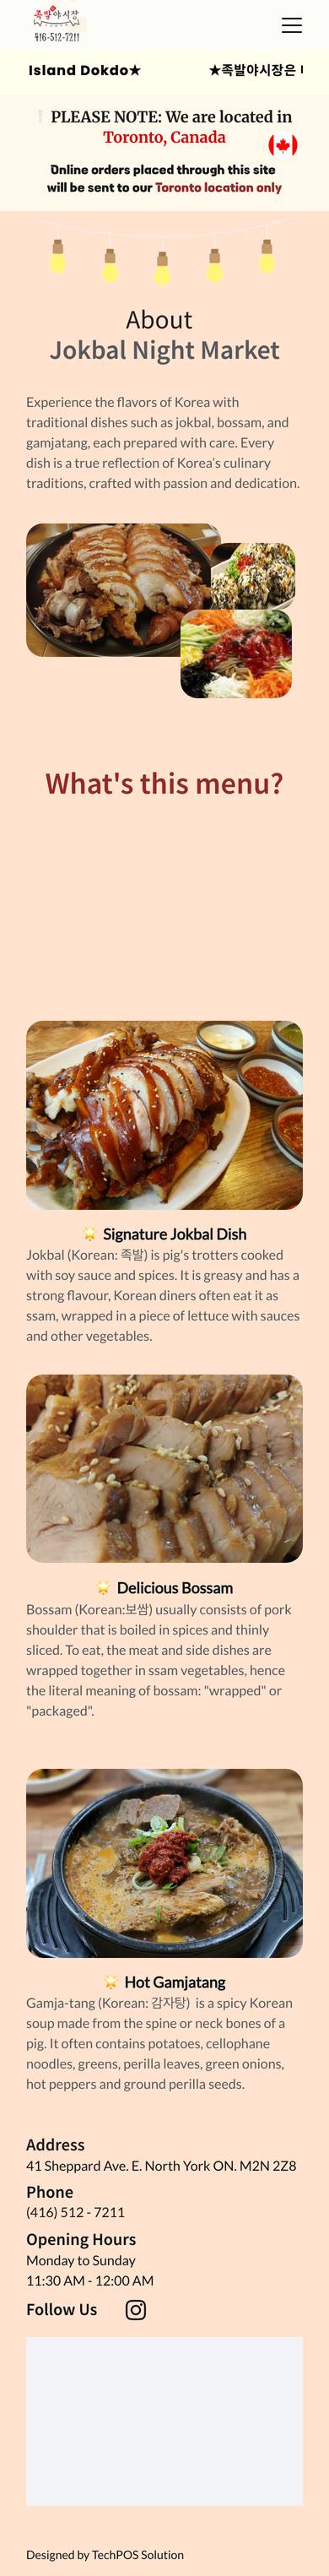 족발야시장
416-512-7211
Island Dokdo★ ★족발야시장은
❕ PLEASE NOTE: We are located in
Toronto, Canada
Online orders placed through this site
will be sent to our Toronto location only
About
Jokbal Night Market
Experience the flavors of Korea with
traditional dishes such as jokbal, bossam, and
gamjatang, each prepared with care. Every
dish is a true reflection of Korea’s culinary
traditions, crafted with passion and dedication.
What's this menu?
🌟 Signature Jokbal Dish
Jokbal (Korean: 족발) is pig's trotters cooked
with soy sauce and spices. It is greasy and has a
strong flavour, Korean diners often eat it as
ssam, wrapped in a piece of lettuce with sauces
and other vegetables.
🌟 Delicious Bossam
Bossam (Korean:보쌈) usually consists of pork
shoulder that is boiled in spices and thinly
sliced. To eat, the meat and side dishes are
wrapped together in ssam vegetables, hence
the literal meaning of bossam: "wrapped" or
"packaged".
🌟 Hot Gamjatang
Gamja-tang (Korean: 감자탕) is a spicy Korean
soup made from the spine or neck bones of a
pig. It often contains potatoes, cellophane
noodles, greens, perilla leaves, green onions,
hot peppers and ground perilla seeds.
Address
41 Sheppard Ave. E. North York ON. M2N 2Z8
Phone
(416) 512 - 7211
Opening Hours
Monday to Sunday
11:30 AM - 12:00 AM
Follow Us
Designed by TechPOS Solution